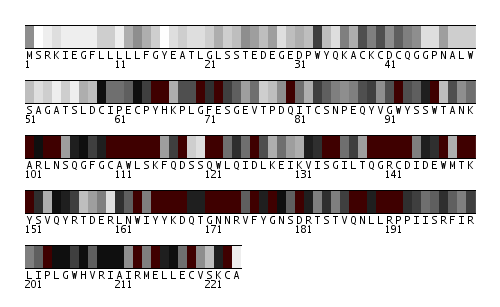 MSRKIEGFLLLLLFGYEATLGLSSTEDEGEDPWYQKACKCDCQGGPNALW
1 11 21 31 41
SAGATSLDCIPECPYHKPLGFESGEVTPDQITCSNPEQYVGWYSSWTANK
51 61 71 81 91
ARLNSQGFGCAWLSKFQDSSQWLQIDLKEIKVISGILTQGRCDIDEWMTK
101 111 121 131 141
YSVQYRTDERLNWIYYKDQTGNNRVFYGNSDRTSTVQNLLRPPIISRFIR
151 161 171 181 191
LIPLGWHVRIAIRMELLECVSKCA
201 211 221